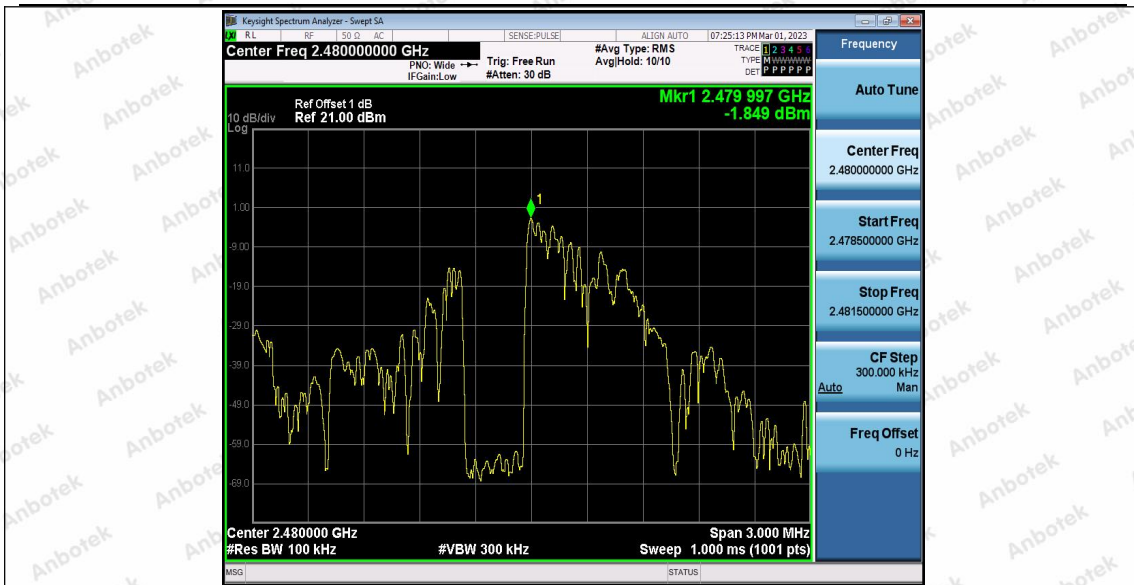 Keysight Spectrum Analyzer - Swept SA
LXI RL RF 50 Ω AC SENSE:PULSE ALIGN AUTO 07:25:13 PM Mar 01, 2023
Center Freq 2.480000000 GHz
PNO: Wide
IFGain:Low
Trig: Free Run
#Atten: 30 dB
#Avg Type: RMS
Avg|Hold: 10/10
TRACE 1 2 3 4 5 6
TYPE M WWWWW
DET P P P P P P
Frequency
Auto Tune
Center Freq
2.480000000 GHz
Start Freq
2.478500000 GHz
Stop Freq
2.481500000 GHz
CF Step
300.000 kHz
Auto Man
Freq Offset
0 Hz
Mkr1 2.479 997 GHz
-1.849 dBm
Ref Offset 1 dB
10 dB/div Ref 21.00 dBm
Log
11.0
1.00
-9.00
-19.0
-29.0
-39.0
-49.0
-59.0
-69.0
1
Center 2.480000 GHz Span 3.000 MHz
#Res BW 100 kHz #VBW 300 kHz Sweep 1.000 ms (1001 pts)
MSG STATUS
Anbotek